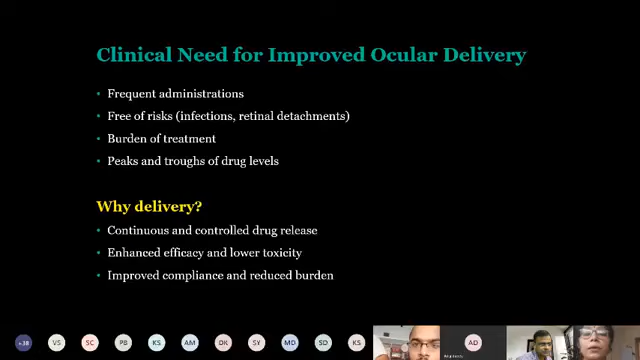 Clinical Need for Improved Ocular Delivery
• Frequent administrations
• Free of risks (infections, retinal detachments)
• Burden of treatment
• Peaks and troughs of drug levels
Why delivery?
• Continuous and controlled drug release
• Enhanced efficacy and lower toxicity
• Improved compliance and reduced burden
+38 VS SC PB KS AM DK SY MD SD KS AD